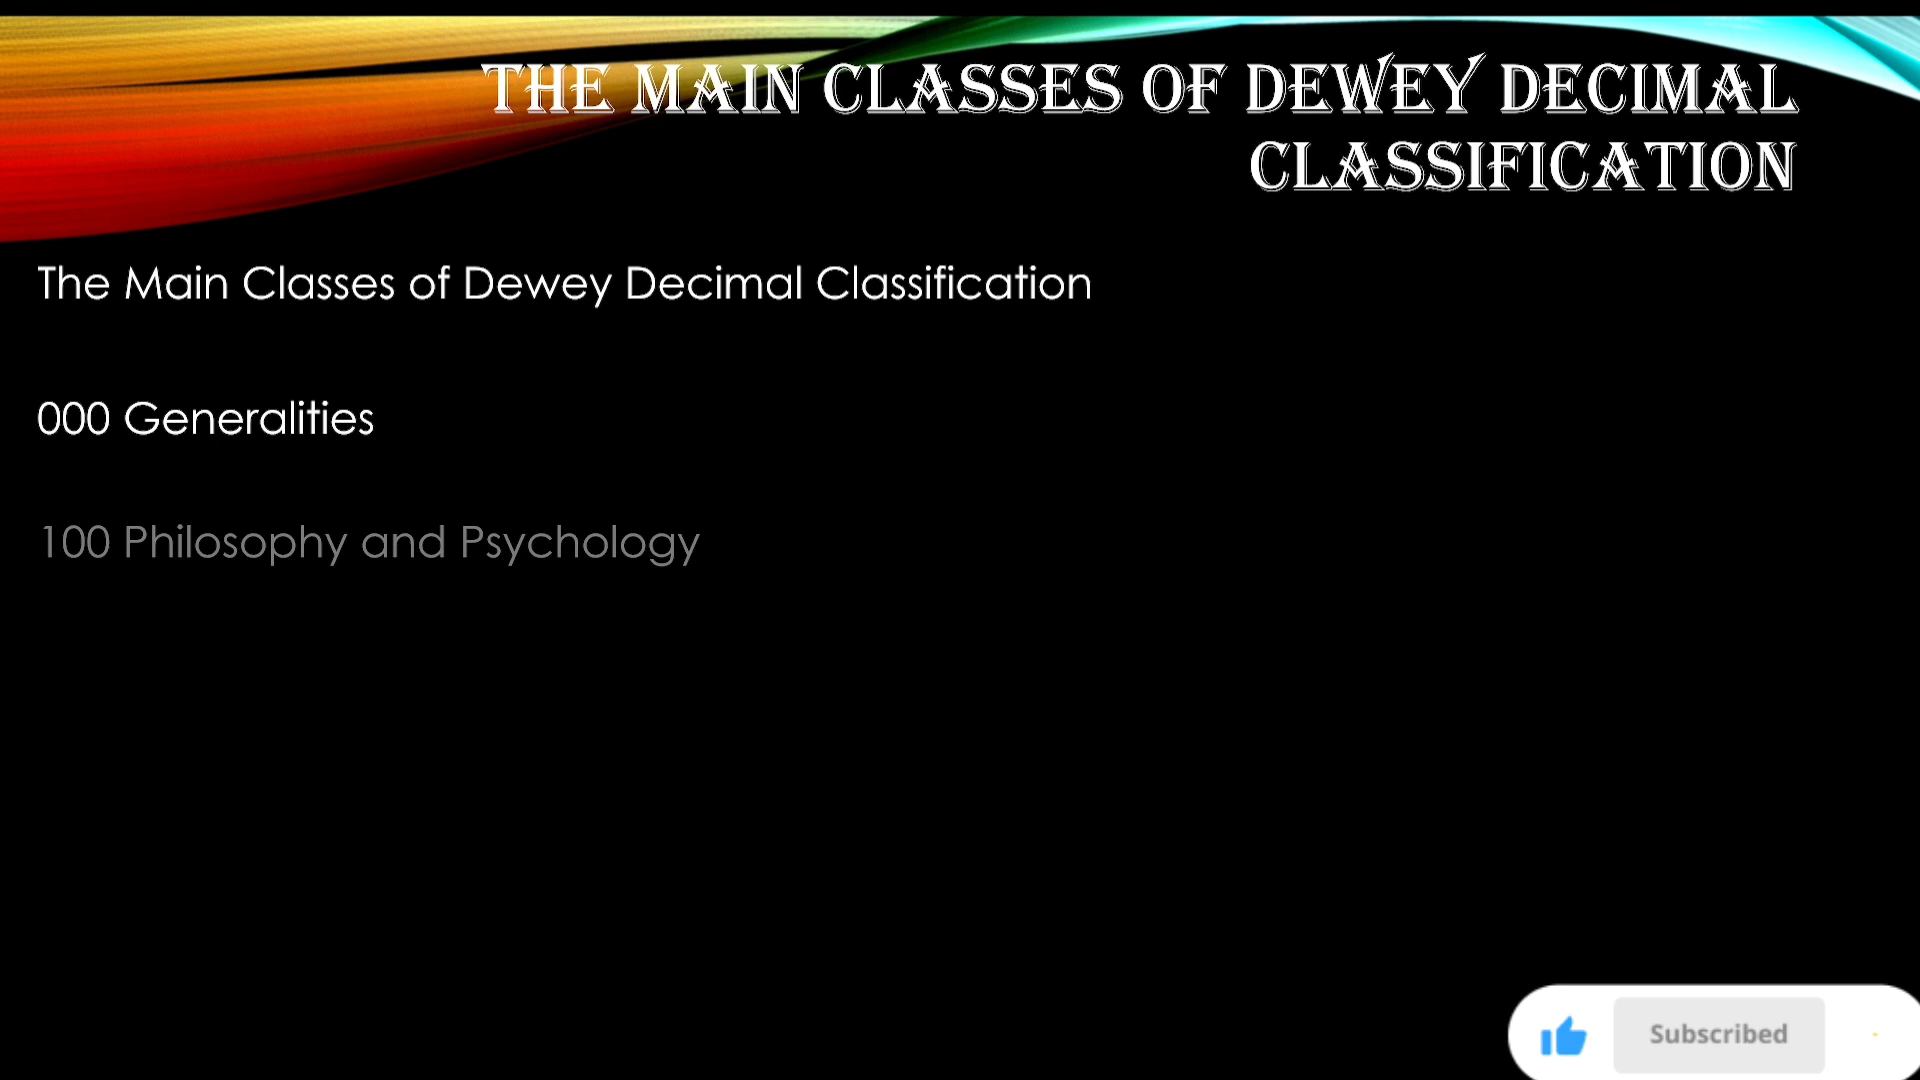 THE MAIN CLASSES OF DEWEY DECIMAL
CLASSIFICATION
The Main Classes of Dewey Decimal Classification
000 Generalities
100 Philosophy and Psychology
Subscribed